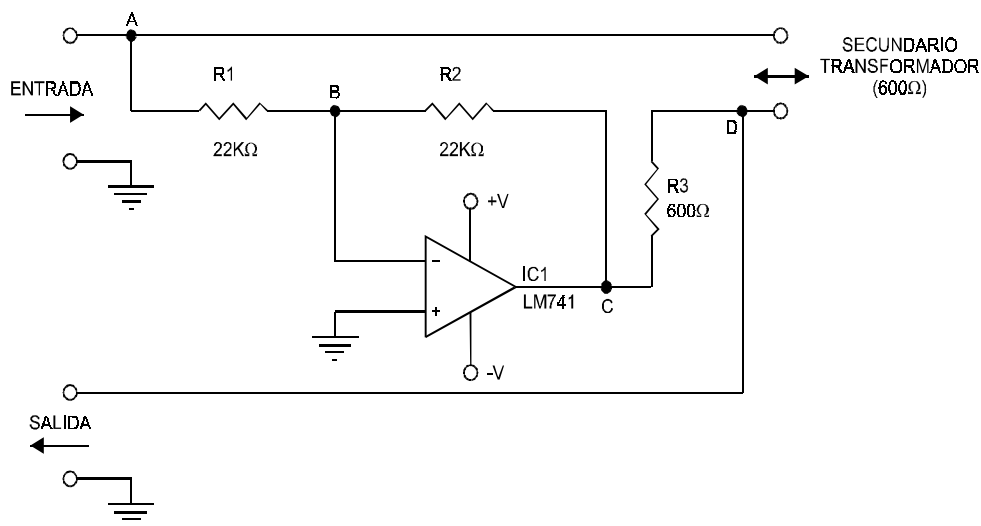 A
ENTRADA
R1
22KΩ
B
R2
22KΩ
SECUNDARIO
TRANSFORMADOR
(600Ω)
D
R3
600Ω
+V
−
+
IC1
LM741
C
-V
SALIDA